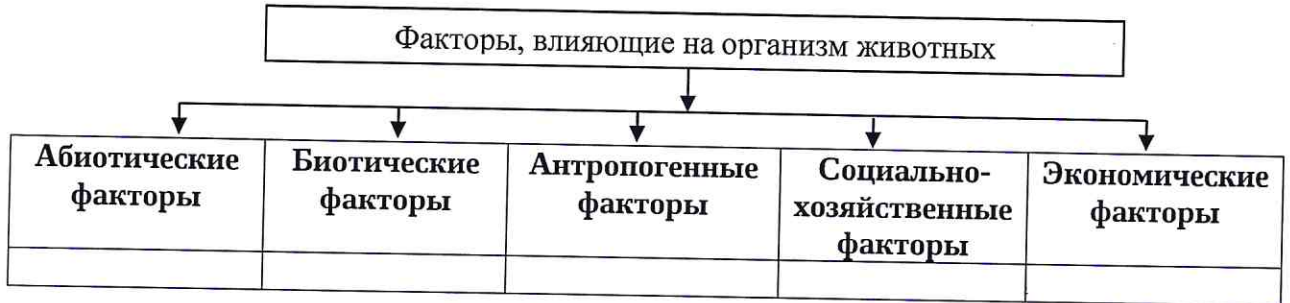 Факторы, влияющие на организм животных
Абиотические
факторы
Биотические
факторы
Антропогенные
факторы
Социально-
хозяйственные
факторы
Экономические
факторы